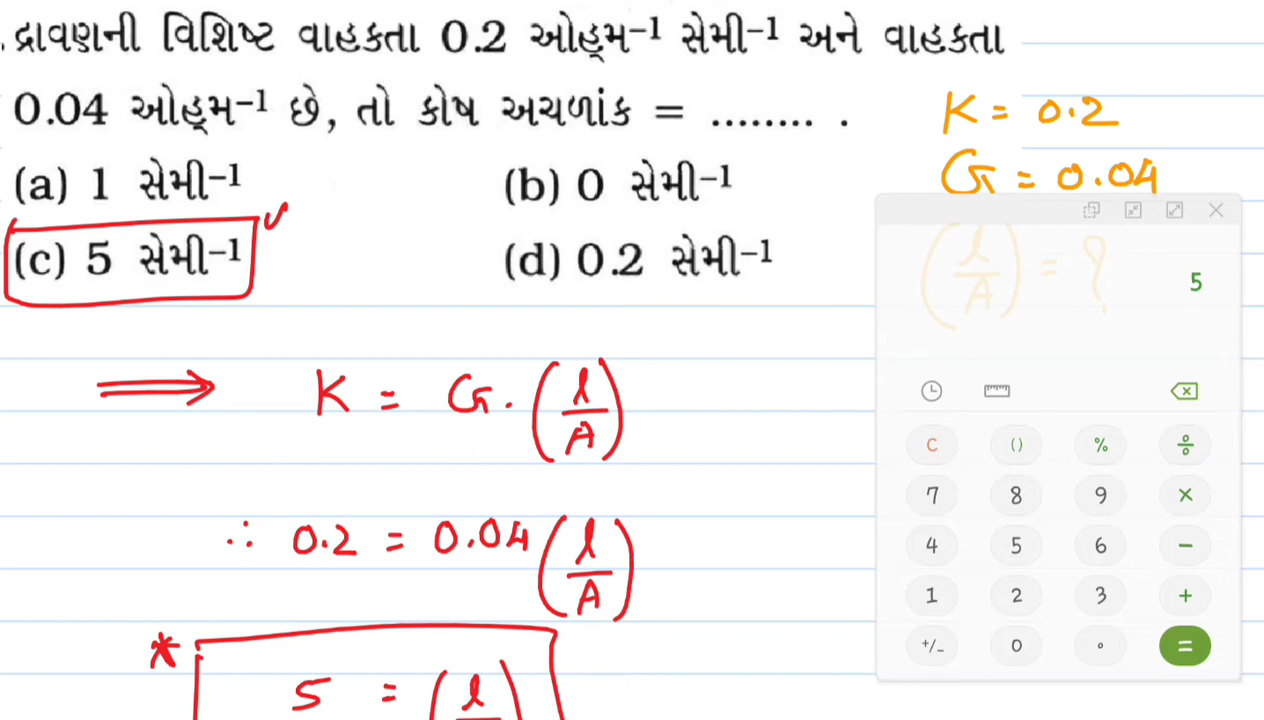 . દ્રાવણની વિશિષ્ટ વાહકતા 0.2 ઓહ્મ⁻¹ સેમી⁻¹ અને વાહકતા
0.04 ઓહ્મ⁻¹ છે, તો કોષ અચળાંક = ........ .
(a) 1 સેમી⁻¹ (b) 0 સેમી⁻¹
(c) 5 સેમી⁻¹ (d) 0.2 સેમી⁻¹
K = 0.2
G = 0.04
(l/A) = ?
⟹ K = G · (l/A)
∴ 0.2 = 0.04 (l/A)
* 5 = (l
5
C () % ÷
7 8 9 ×
4 5 6 −
1 2 3 +
+/− 0 . =